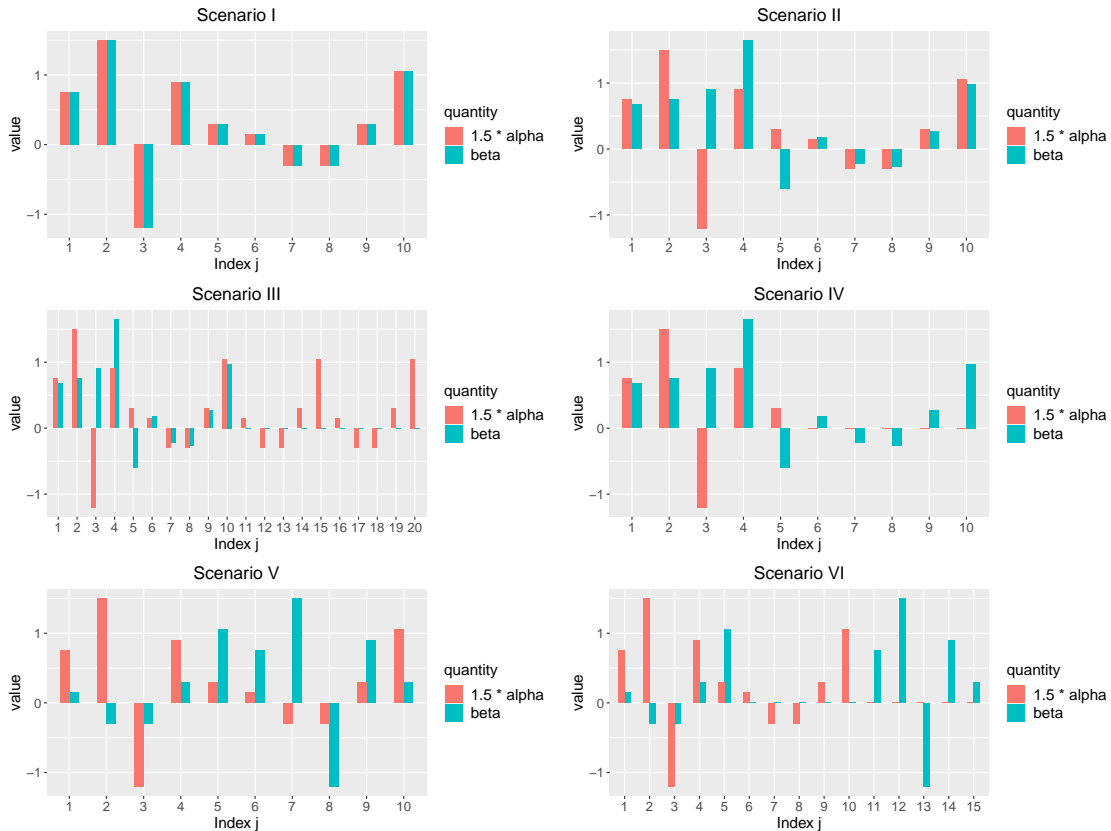 Scenario I
value
1
0
−1
1 2 3 4 5 6 7 8 9 10
Index j
quantity
1.5 * alpha
beta
Scenario II
value
1
0
−1
1 2 3 4 5 6 7 8 9 10
Index j
quantity
1.5 * alpha
beta
Scenario III
value
1
0
−1
1 2 3 4 5 6 7 8 9 10 11 12 13 14 15 16 17 18 19 20
Index j
quantity
1.5 * alpha
beta
Scenario IV
value
1
0
−1
1 2 3 4 5 6 7 8 9 10
Index j
quantity
1.5 * alpha
beta
Scenario V
value
1
0
−1
1 2 3 4 5 6 7 8 9 10
Index j
quantity
1.5 * alpha
beta
Scenario VI
value
1
0
−1
1 2 3 4 5 6 7 8 9 10 11 12 13 14 15
Index j
quantity
1.5 * alpha
beta